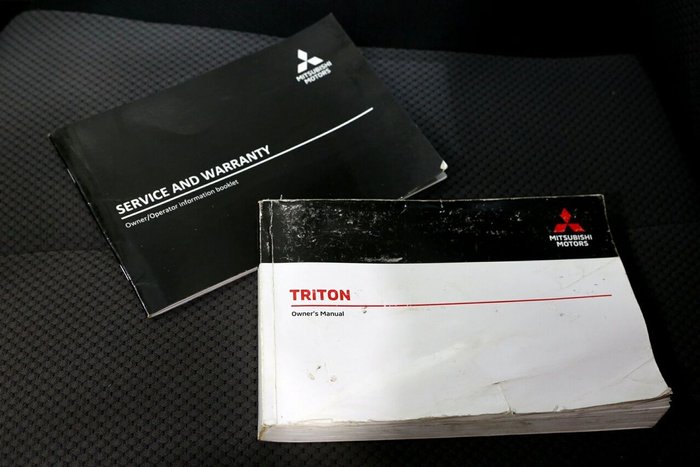 MITSUBISHI
MOTORS
SERVICE AND WARRANTY
Owner/Operator information booklet
MITSUBISHI
MOTORS
TRITON
Owner's Manual